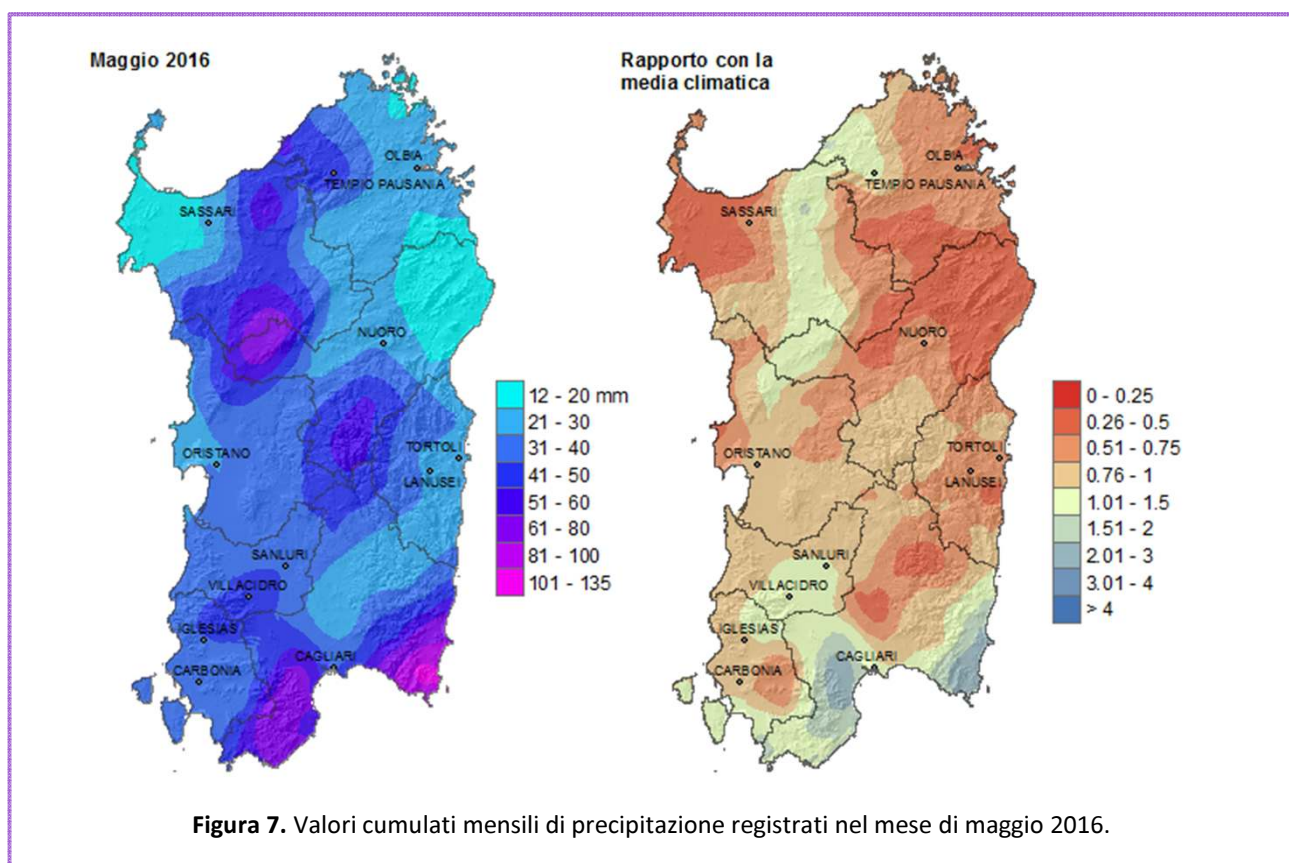 Maggio 2016
OLBIA
TEMPIO PAUSANIA
SASSARI
NUORO
ORISTANO
TORTOLI
LANUSEI
SANLURI
VILLACIDRO
IGLESIAS
CARBONIA
CAGLIARI
12 - 20 mm
21 - 30
31 - 40
41 - 50
51 - 60
61 - 80
81 - 100
101 - 135
Rapporto con la
media climatica
OLBIA
TEMPIO PAUSANIA
SASSARI
NUORO
ORISTANO
TORTOLI
LANUSEI
SANLURI
VILLACIDRO
IGLESIAS
CARBONIA
CAGLIARI
0 - 0.25
0.26 - 0.5
0.51 - 0.75
0.76 - 1
1.01 - 1.5
1.51 - 2
2.01 - 3
3.01 - 4
> 4
Figura 7. Valori cumulati mensili di precipitazione registrati nel mese di maggio 2016.